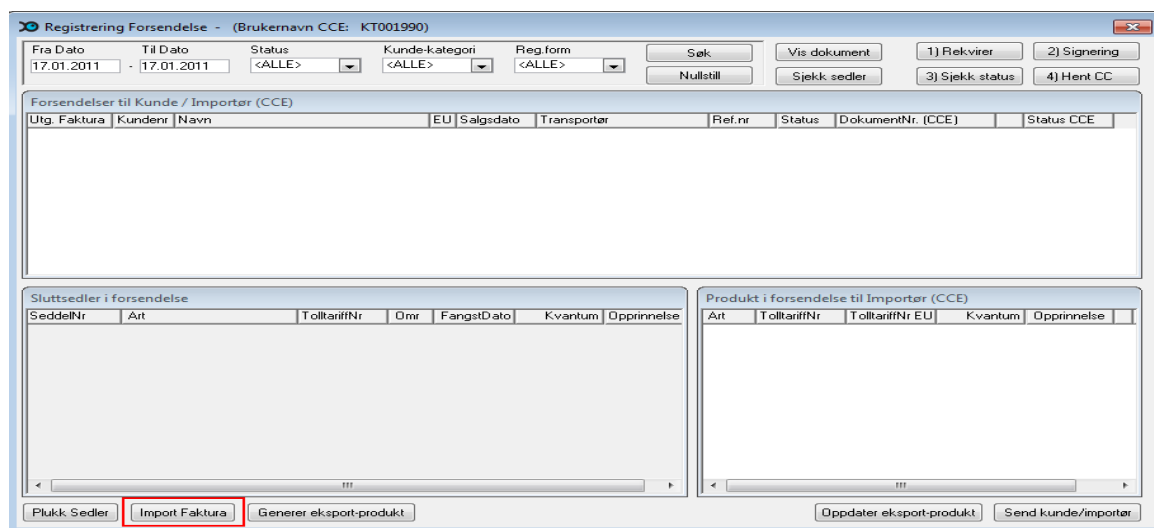 Registrering Forsendelse - (Brukernavn CCE: KT001990)
Fra Dato Til Dato Status Kunde-kategori Reg.form
17.01.2011 - 17.01.2011 <ALLE> <ALLE> <ALLE>
Søk Vis dokument 1) Rekvirer 2) Signering
Nullstill Sjekk sedler 3) Sjekk status 4) Hent CC
Forsendelser til Kunde / Importør (CCE)
Utg. Faktura Kundenr Navn EU Salgsdato Transportør Ref.nr Status DokumentNr. (CCE) Status CCE
Sluttsedler i forsendelse
SeddelNr Art TolltariffNr Omr FangstDato Kvantum Opprinnelse
Produkt i forsendelse til Importør (CCE)
Art TolltariffNr TolltariffNr EU Kvantum Opprinnelse
Plukk Sedler Import Faktura Generer eksport-produkt Oppdater eksport-produkt Send kunde/importør